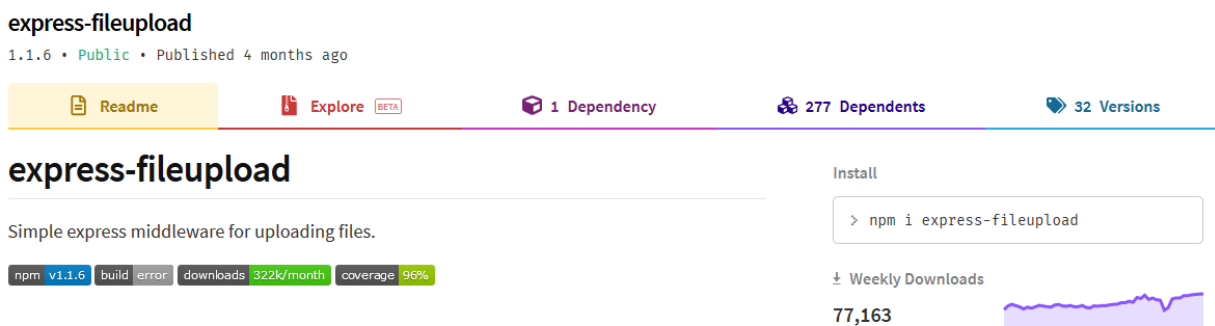 express-fileupload
1.1.6 • Public • Published 4 months ago
Readme
Explore BETA
1 Dependency
277 Dependents
32 Versions
express-fileupload
Simple express middleware for uploading files.
npm v1.1.6 build error downloads 322k/month coverage 96%
Install
> npm i express-fileupload
Weekly Downloads
77,163